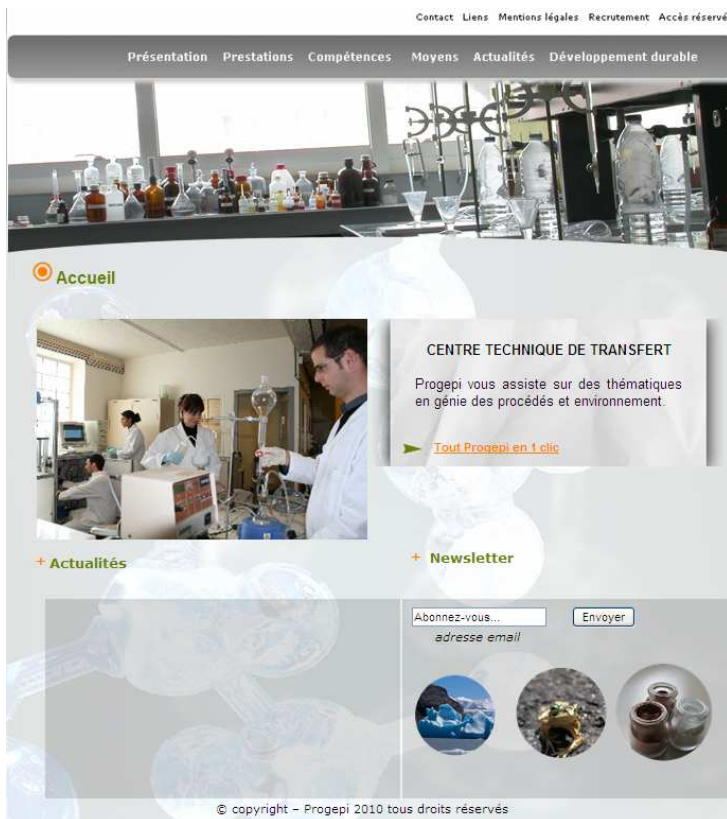 Contact Liens Mentions légales Recrutement Accès réservé
Présentation Prestations Compétences Moyens Actualités Développement durable
Accueil
CENTRE TECHNIQUE DE TRANSFERT
Progepi vous assiste sur des thématiques
en génie des procédés et environnement.
Tout Progepi en 1 clic
+ Actualités
+ Newsletter
Abonnez-vous... Envoyer
adresse email
© copyright – Progepi 2010 tous droits réservés